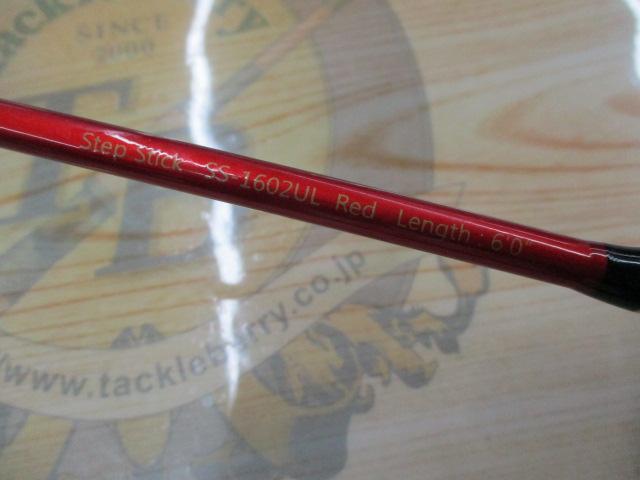 SINCE
2000
Step Stick SS-1602UL Red Length : 6'0"
//www.tackleberry.co.jp